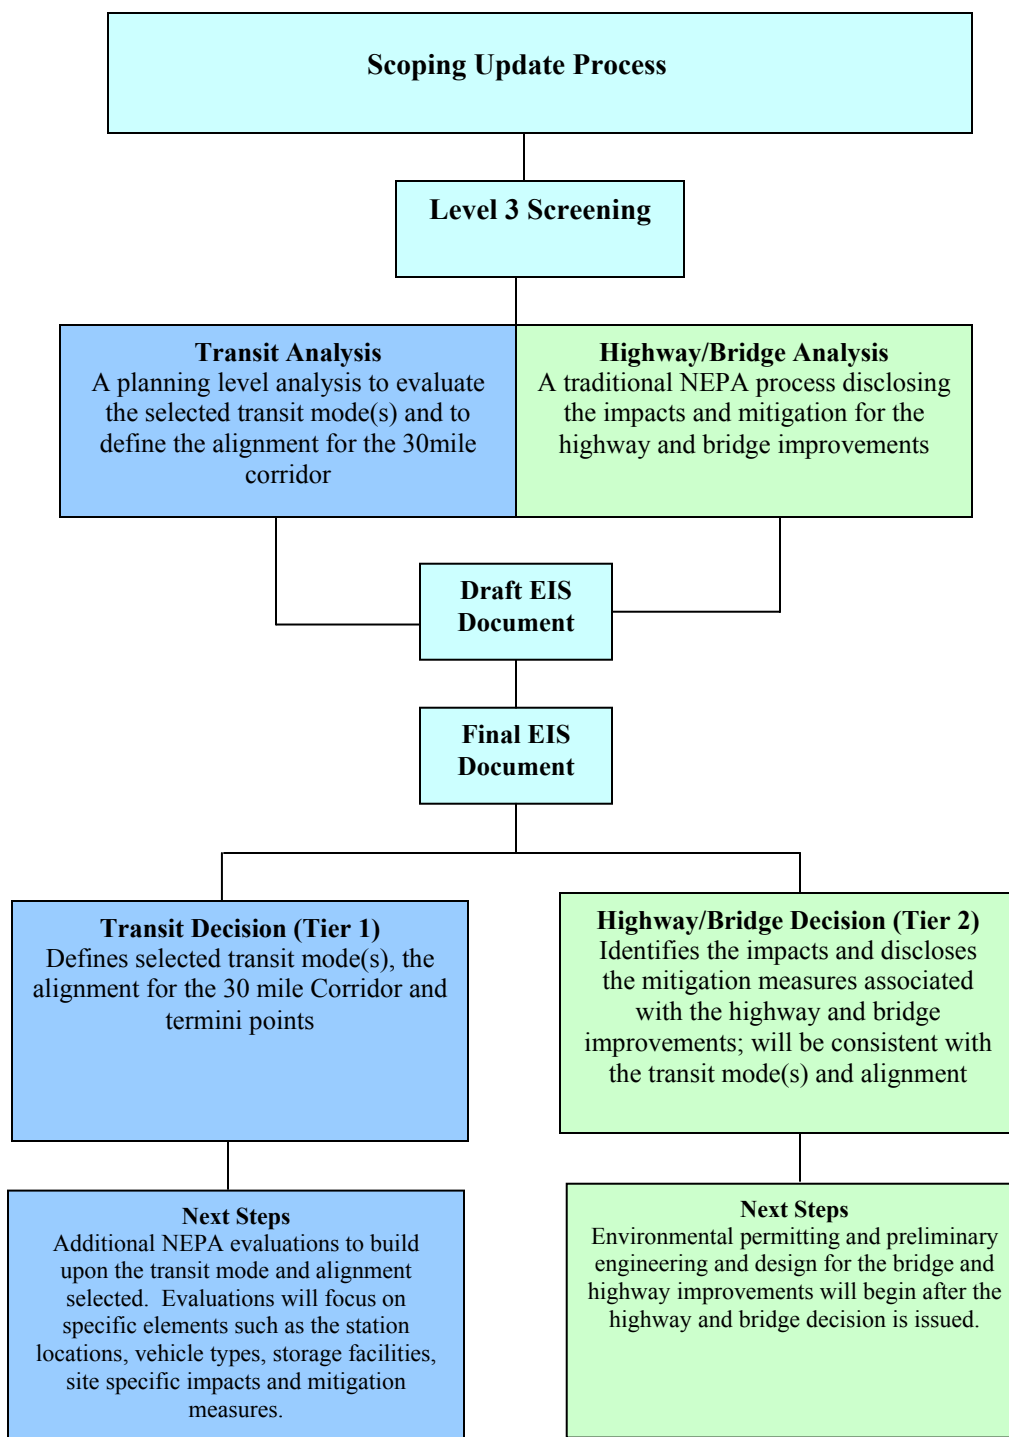 Scoping Update Process
Level 3 Screening
Transit Analysis
A planning level analysis to evaluate
the selected transit mode(s) and to
define the alignment for the 30mile
corridor
Highway/Bridge Analysis
A traditional NEPA process disclosing
the impacts and mitigation for the
highway and bridge improvements
Draft EIS
Document
Final EIS
Document
Transit Decision (Tier 1)
Defines selected transit mode(s), the
alignment for the 30 mile Corridor and
termini points
Highway/Bridge Decision (Tier 2)
Identifies the impacts and discloses
the mitigation measures associated
with the highway and bridge
improvements; will be consistent with
the transit mode(s) and alignment
Next Steps
Additional NEPA evaluations to build
upon the transit mode and alignment
selected.  Evaluations will focus on
specific elements such as the station
locations, vehicle types, storage facilities,
site specific impacts and mitigation
measures.
Next Steps
Environmental permitting and preliminary
engineering and design for the bridge and
highway improvements will begin after the
highway and bridge decision is issued.